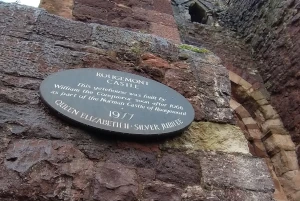 ROUGEMONT
CASTLE
This gatehouse was built by
William the Conqueror soon after 1066
as part of the Norman Castle of Rougemont
1977
QUEEN ELIZABETH II · SILVER JUBILEE